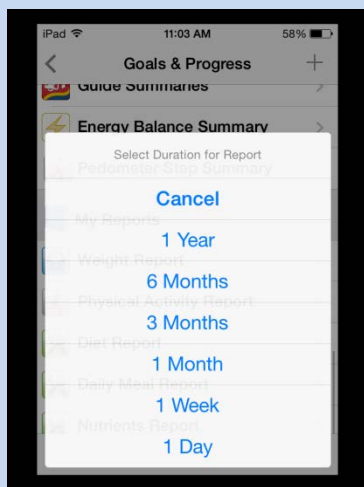 iPad 11:03 AM 58%
Goals & Progress
Guide Summaries
Energy Balance Summary
Select Duration for Report
Pedometer Step Summary
Cancel
My Reports
1 Year
Weight Report
6 Months
Physical Activity Report
3 Months
Diet Report
1 Month
Daily Meal Report
1 Week
Nutrients Report
1 Day